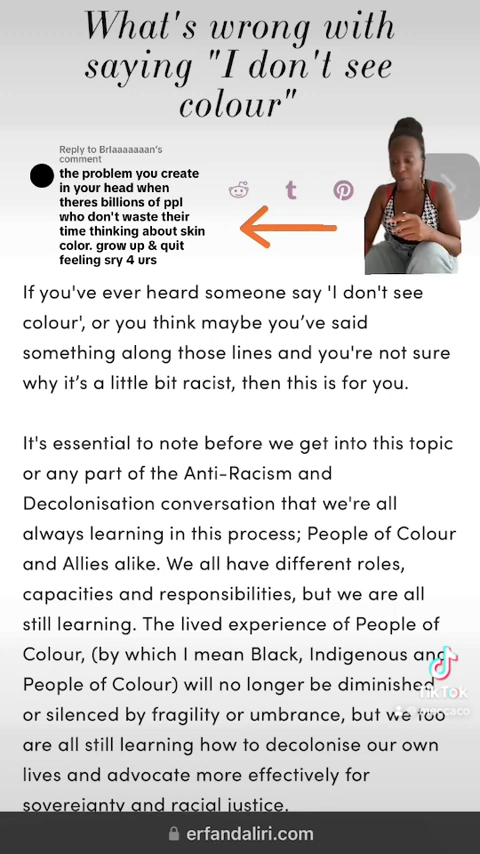 What's wrong with
saying "I don't see
colour"
Reply to Brlaaaaaaan's
comment
the problem you create
in your head when
theres billions of ppl
who don't waste their
time thinking about skin
color. grow up & quit
feeling sry 4 urs
If you've ever heard someone say 'I don't see
colour', or you think maybe you’ve said
something along those lines and you're not sure
why it’s a little bit racist, then this is for you.
It's essential to note before we get into this topic
or any part of the Anti-Racism and
Decolonisation conversation that we're all
always learning in this process; People of Colour
and Allies alike. We all have different roles,
capacities and responsibilities, but we are all
still learning. The lived experience of People of
Colour, (by which I mean Black, Indigenous and
People of Colour) will no longer be diminished
or silenced by fragility or umbrance, but we too
are all still learning how to decolonise our own
lives and advocate more effectively for
sovereignty and racial justice.
TikTok
erfandaliri.com